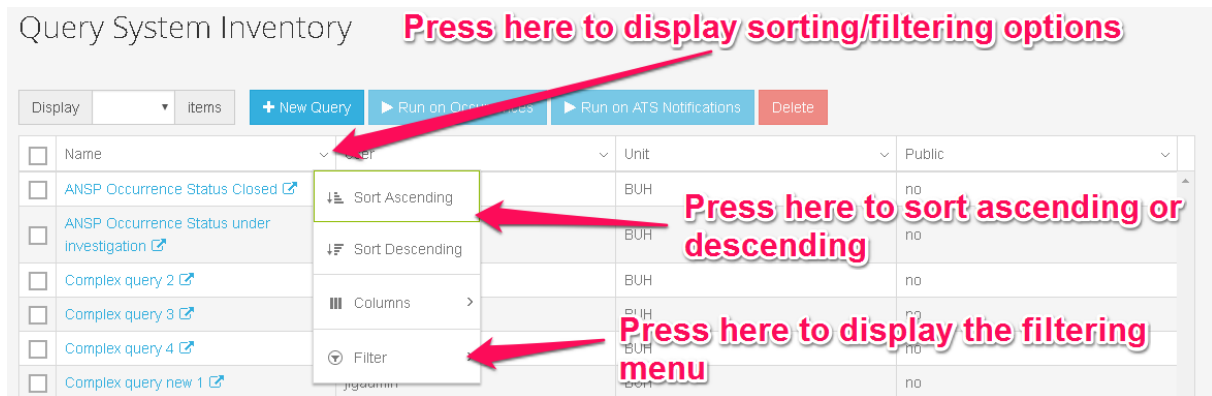 Query System Inventory
Press here to display sorting/filtering options
Display items
New Query
Run on Occurrences
Run on ATS Notifications
Delete
Name User Unit Public
ANSP Occurrence Status Closed BUH no
Sort Ascending
Press here to sort ascending or
descending
ANSP Occurrence Status under
investigation BUH no
Sort Descending
Complex query 2 BUH no
Columns
Complex query 3 BUH no
Press here to display the filtering
menu
Complex query 4 BUH no
Filter
Complex query new 1 jigadmin BUH no